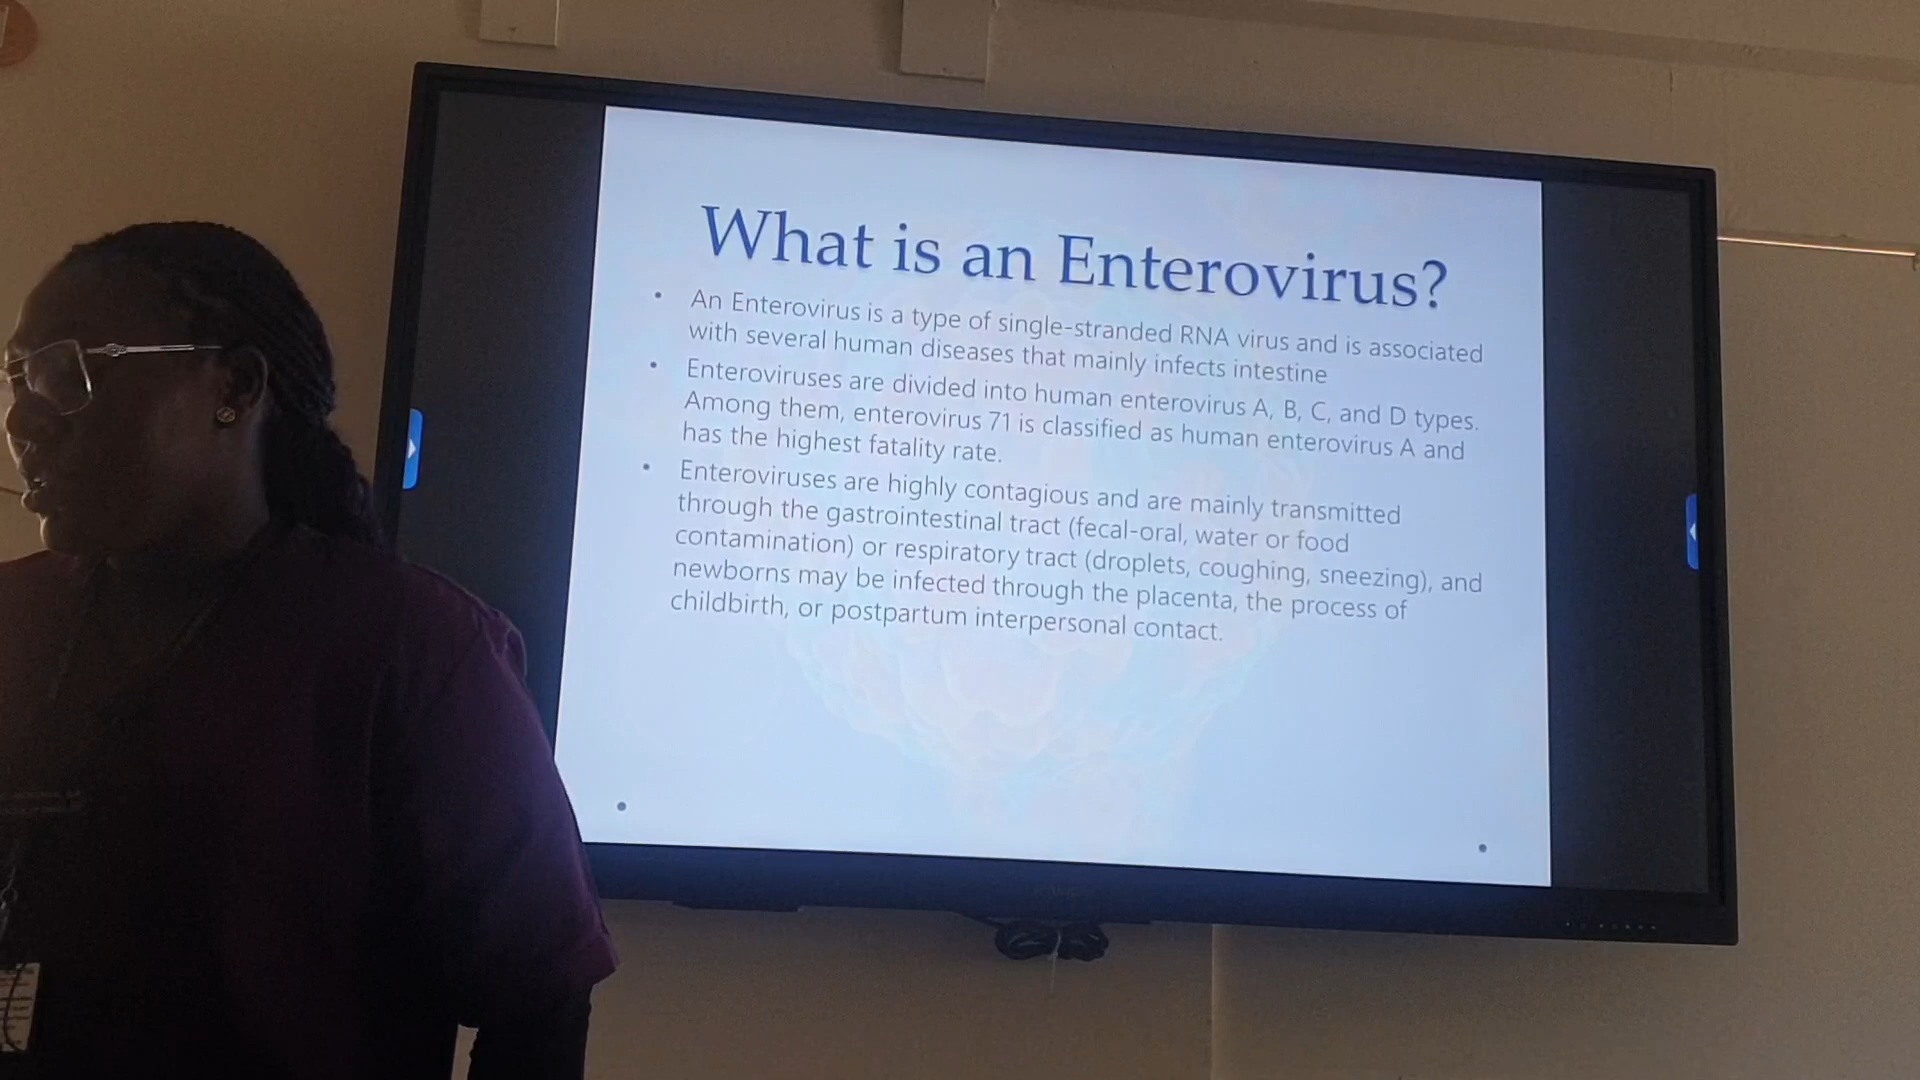 What is an Enterovirus?
• An Enterovirus is a type of single-stranded RNA virus and is associated
with several human diseases that mainly infects intestine
• Enteroviruses are divided into human enterovirus A, B, C, and D types.
Among them, enterovirus 71 is classified as human enterovirus A and
has the highest fatality rate.
• Enteroviruses are highly contagious and are mainly transmitted
through the gastrointestinal tract (fecal-oral, water or food
contamination) or respiratory tract (droplets, coughing, sneezing), and
newborns may be infected through the placenta, the process of
childbirth, or postpartum interpersonal contact.